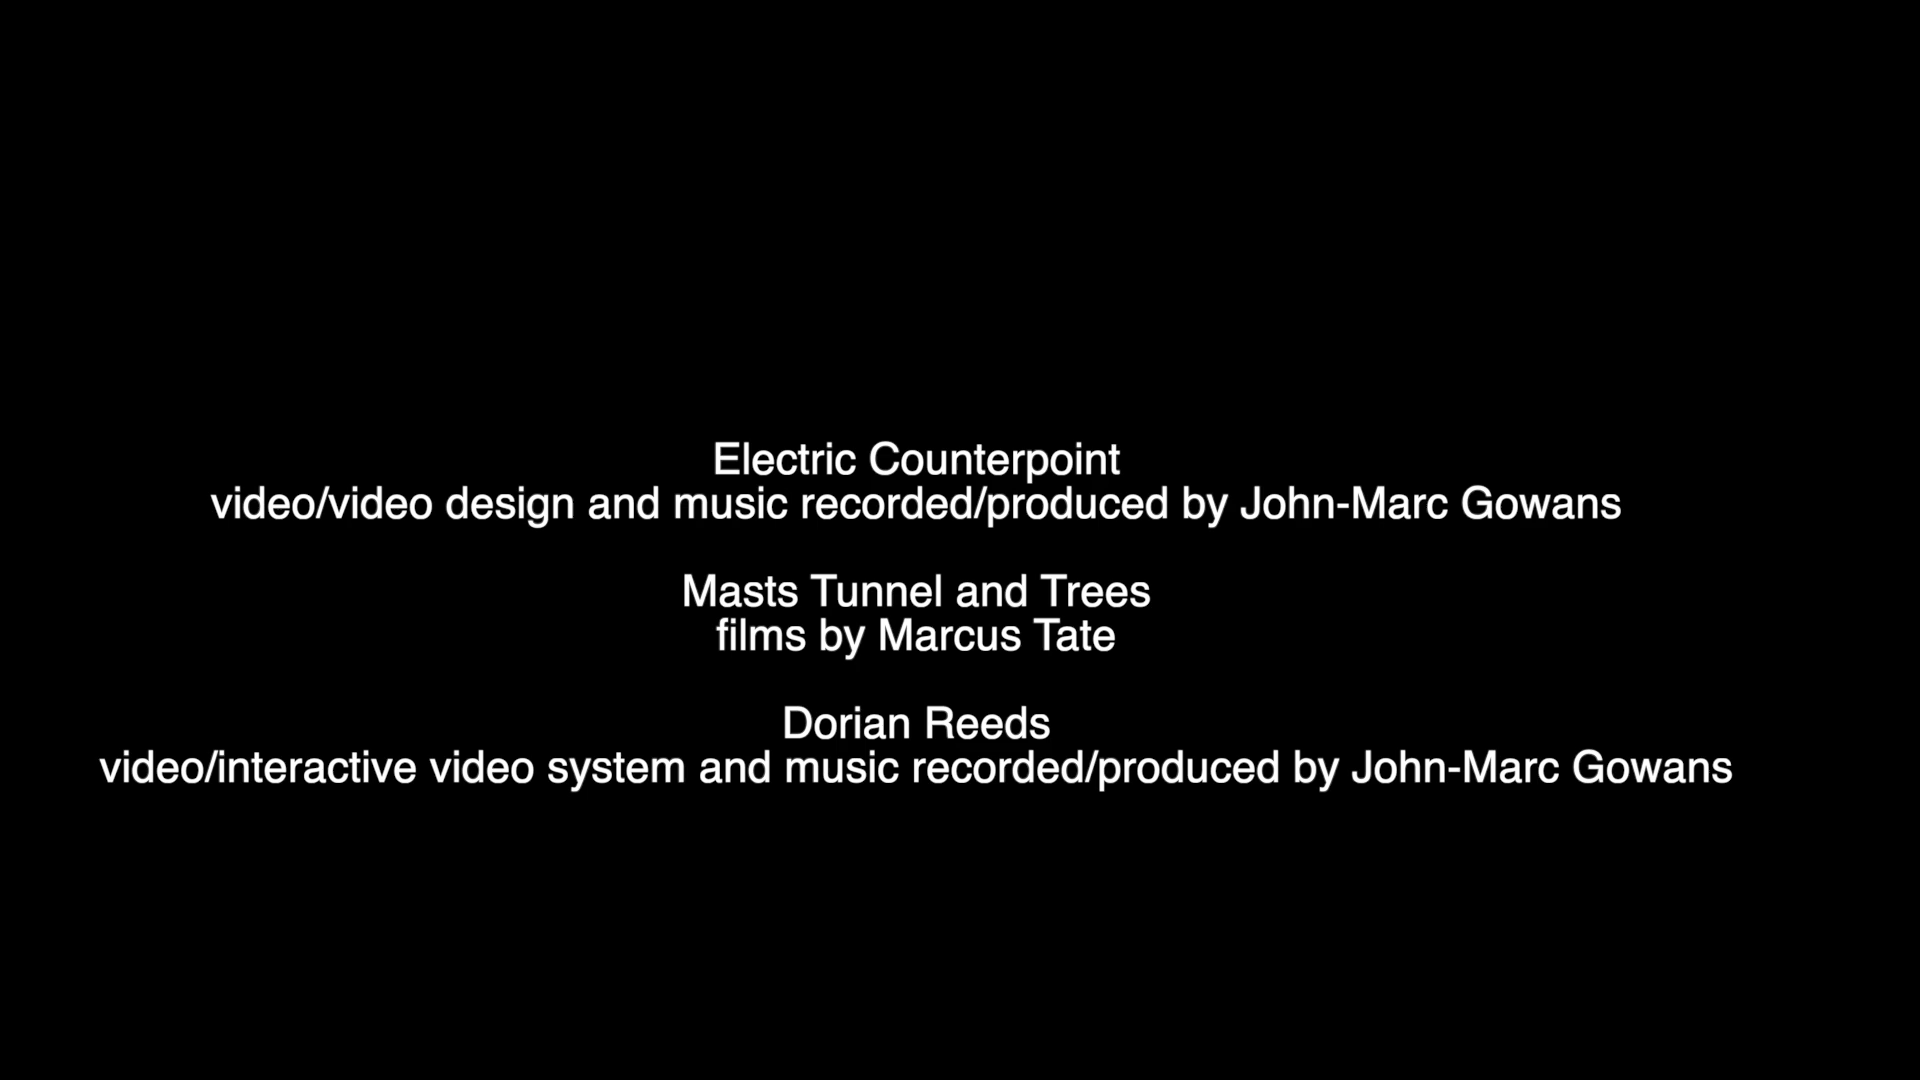 Electric Counterpoint
video/video design and music recorded/produced by John-Marc Gowans
Masts Tunnel and Trees
films by Marcus Tate
Dorian Reeds
video/interactive video system and music recorded/produced by John-Marc Gowans